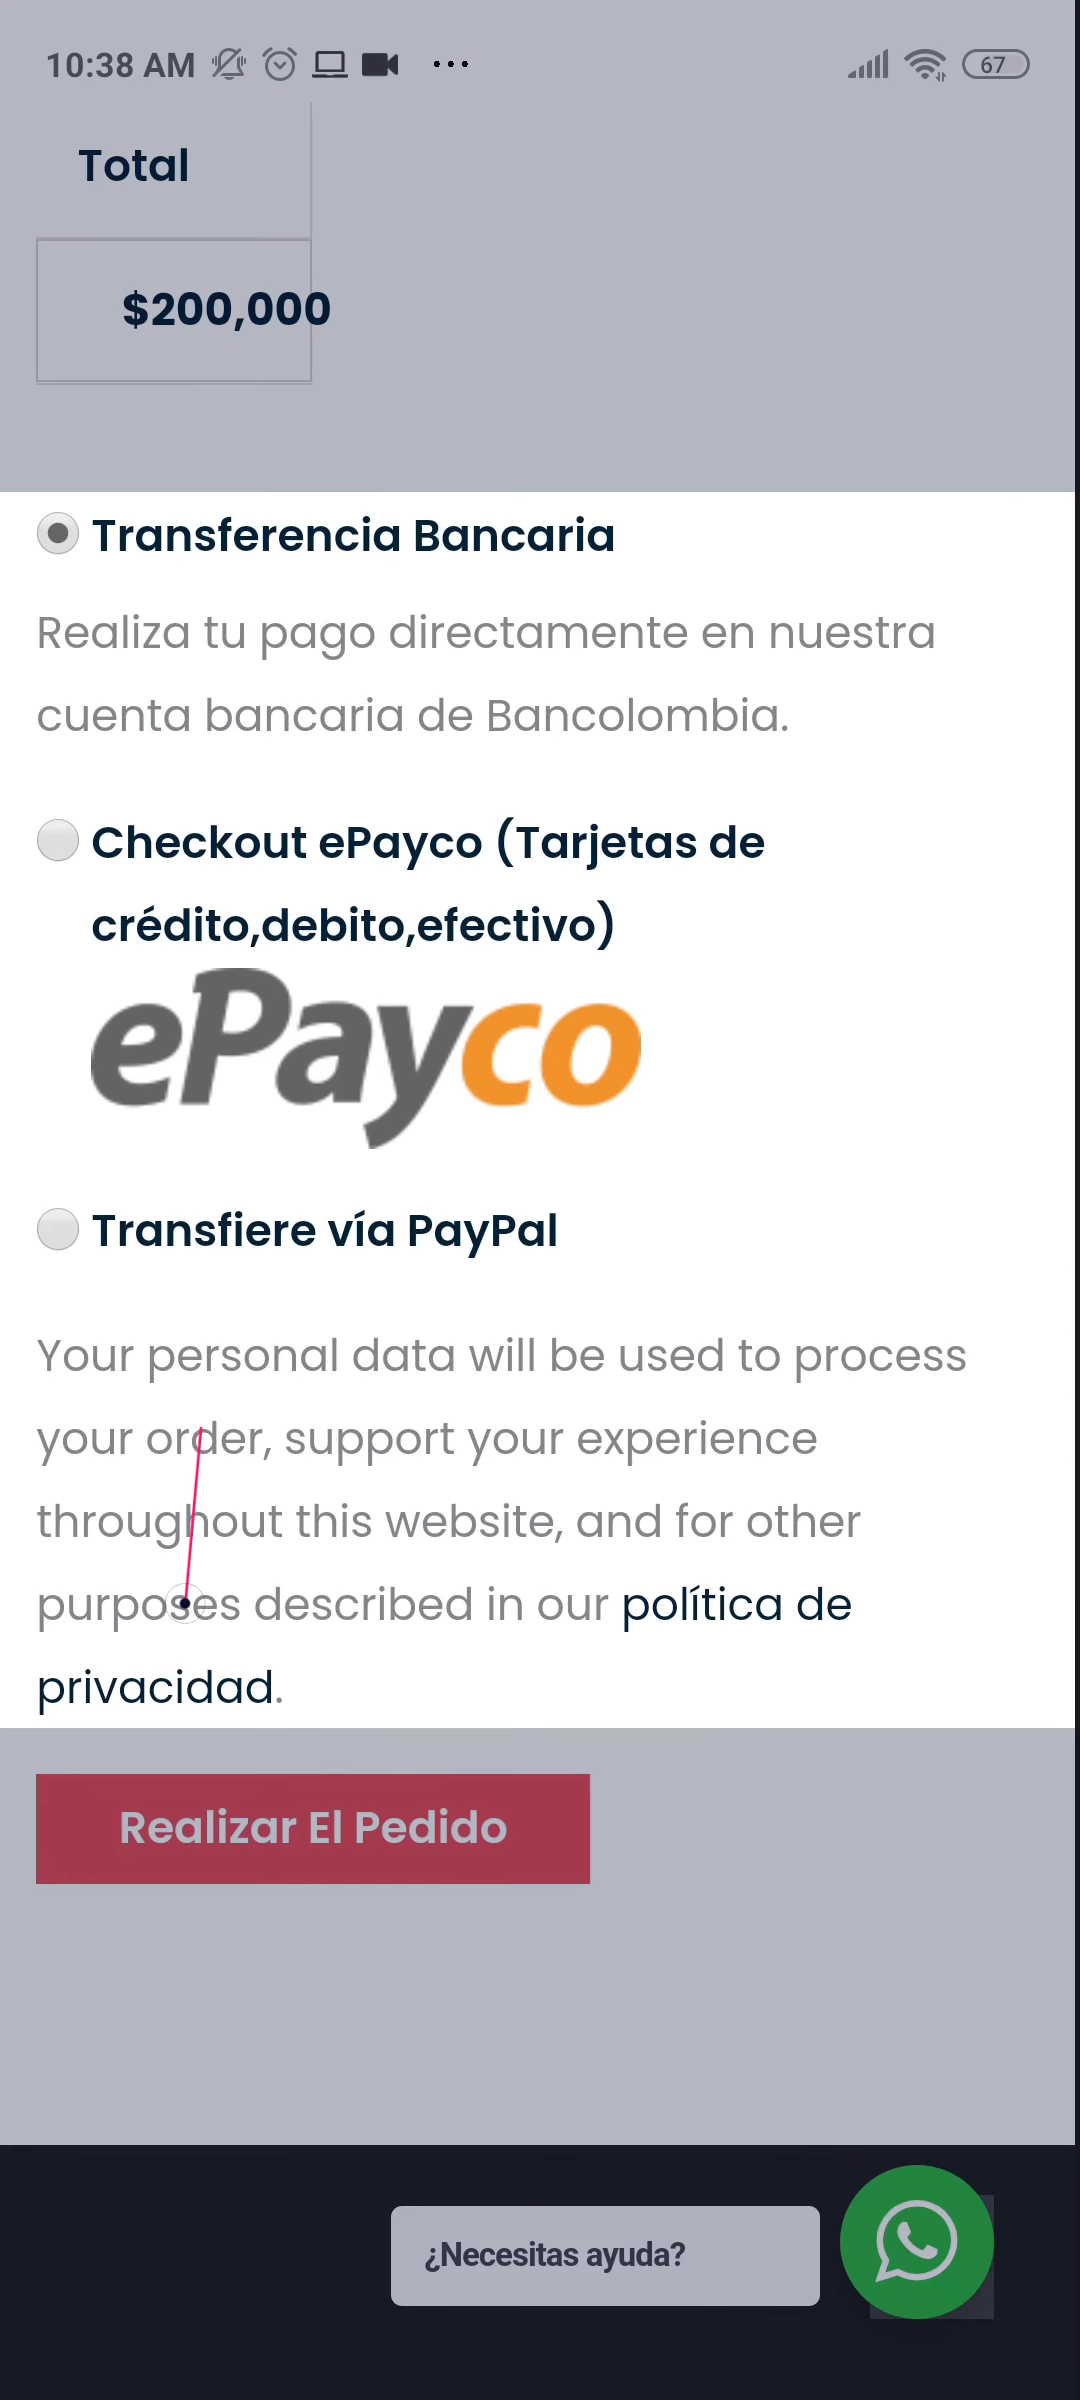 10:38 AM
67
Total
$200,000
Transferencia Bancaria
Realiza tu pago directamente en nuestra
cuenta bancaria de Bancolombia.
Checkout ePayco (Tarjetas de
crédito,debito,efectivo)
ePayco
Transfiere vía PayPal
Your personal data will be used to process
your order, support your experience
throughout this website, and for other
purposes described in our política de
privacidad.
Realizar El Pedido
¿Necesitas ayuda?